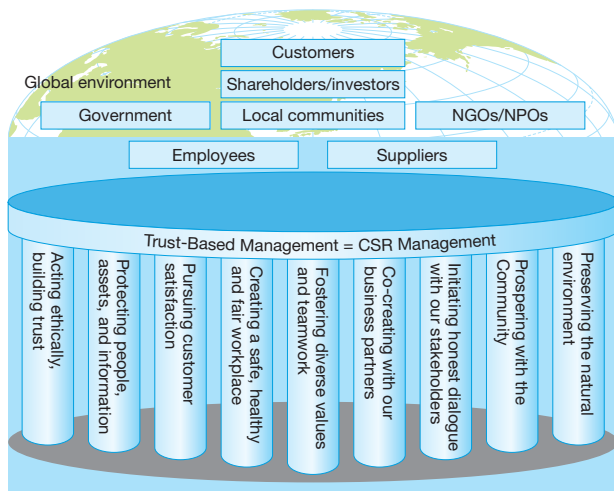 Customers
Global environment
Shareholders/investors
Government
Local communities
NGOs/NPOs
Employees
Suppliers
Trust-Based Management = CSR Management
Acting ethically,
building trust
Protecting people,
assets, and information
Pursuing customer
satisfaction
Creating a safe, healthy
and fair workplace
Fostering diverse values
and teamwork
Co-creating with our
business partners
Initiating honest dialogue
with our stakeholders
Prospering with the
Community
Preserving the natural
environment